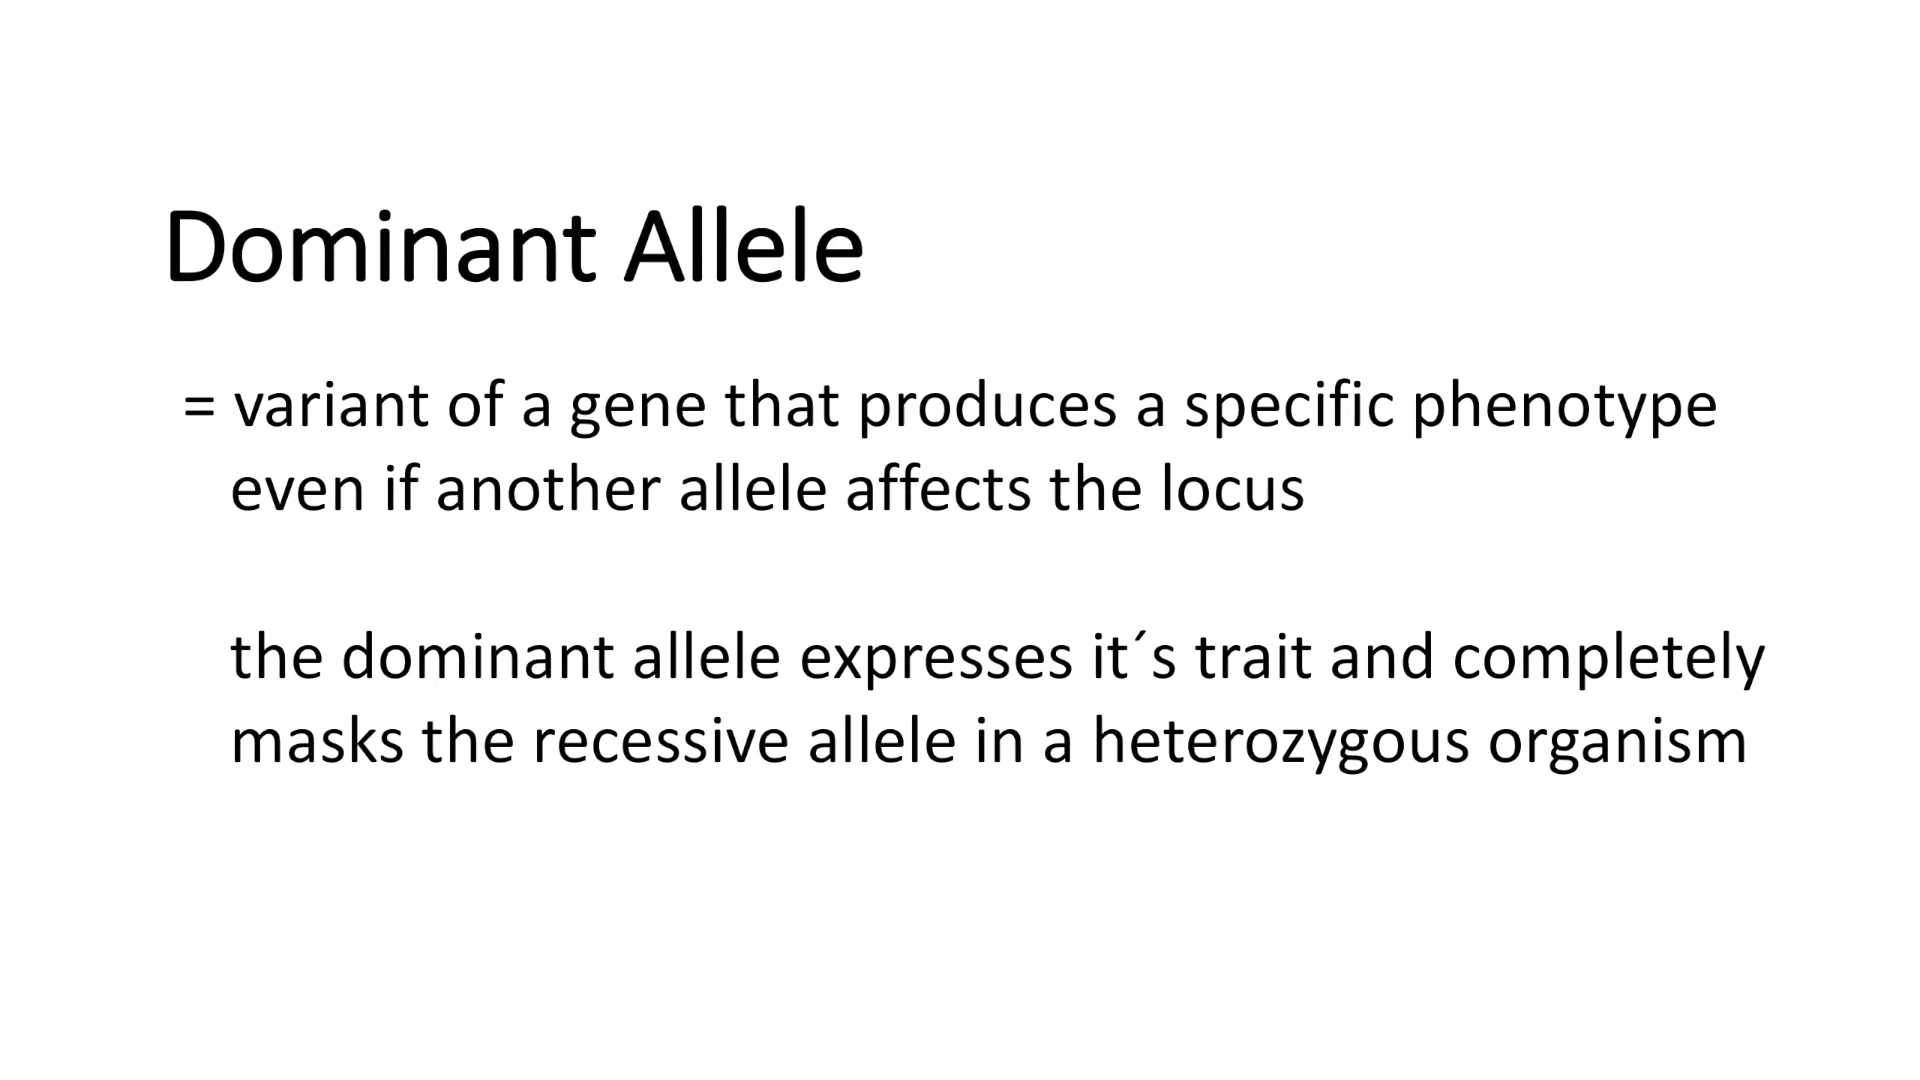 Dominant Allele
= variant of a gene that produces a specific phenotype
even if another allele affects the locus
the dominant allele expresses it´s trait and completely
masks the recessive allele in a heterozygous organism